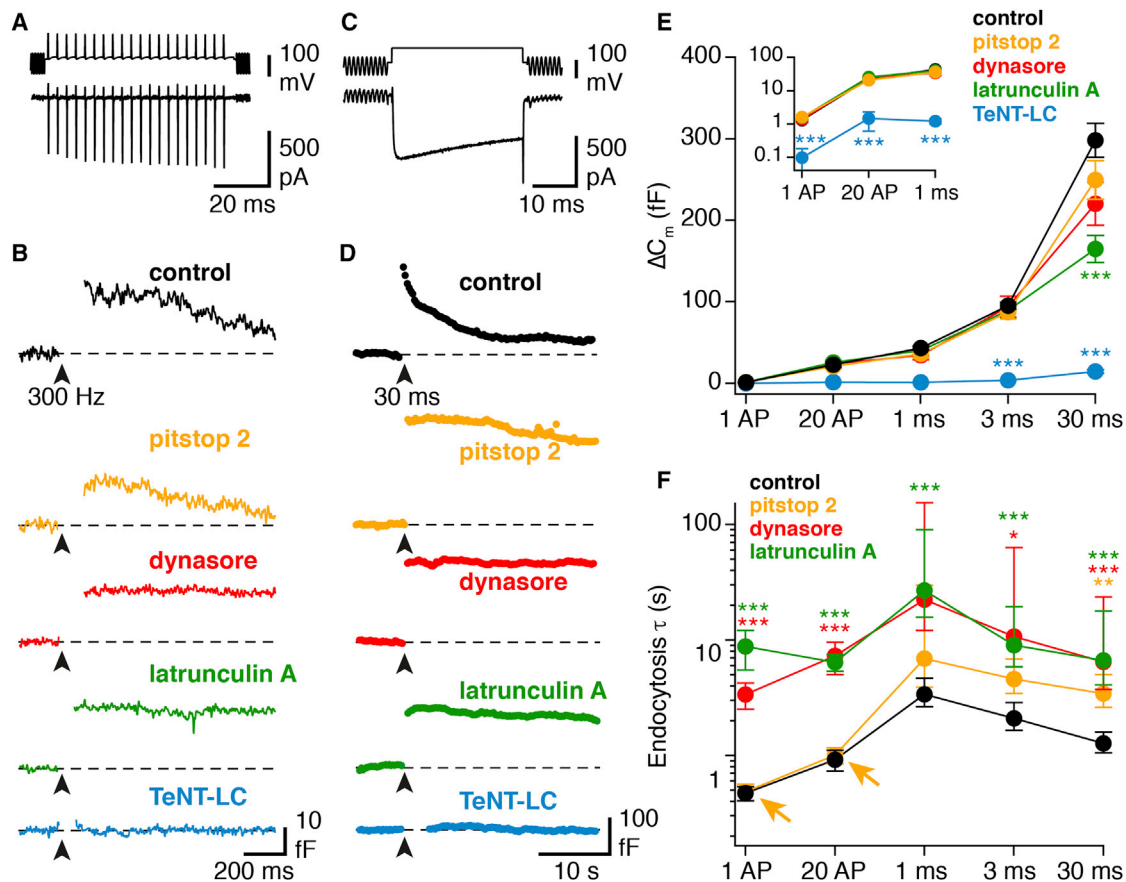 A
100
mV
500
pA
20 ms
B
control
300 Hz
pitstop 2
dynasore
latrunculin A
TeNT-LC
10
fF
200 ms
C
100
mV
500
pA
10 ms
D
control
30 ms
pitstop 2
dynasore
latrunculin A
TeNT-LC
100
fF
10 s
E
control
pitstop 2
dynasore
latrunculin A
TeNT-LC
100
10
1
0.1
***
***
***
1 AP
20 AP
1 ms
ΔCm (fF)
400
300
200
100
0
***
***
***
1 AP
20 AP
1 ms
3 ms
30 ms
F
control
pitstop 2
dynasore
latrunculin A
Endocytosis τ (s)
100
10
1
***
***
***
***
***
***
*
***
***
**
1 AP
20 AP
1 ms
3 ms
30 ms